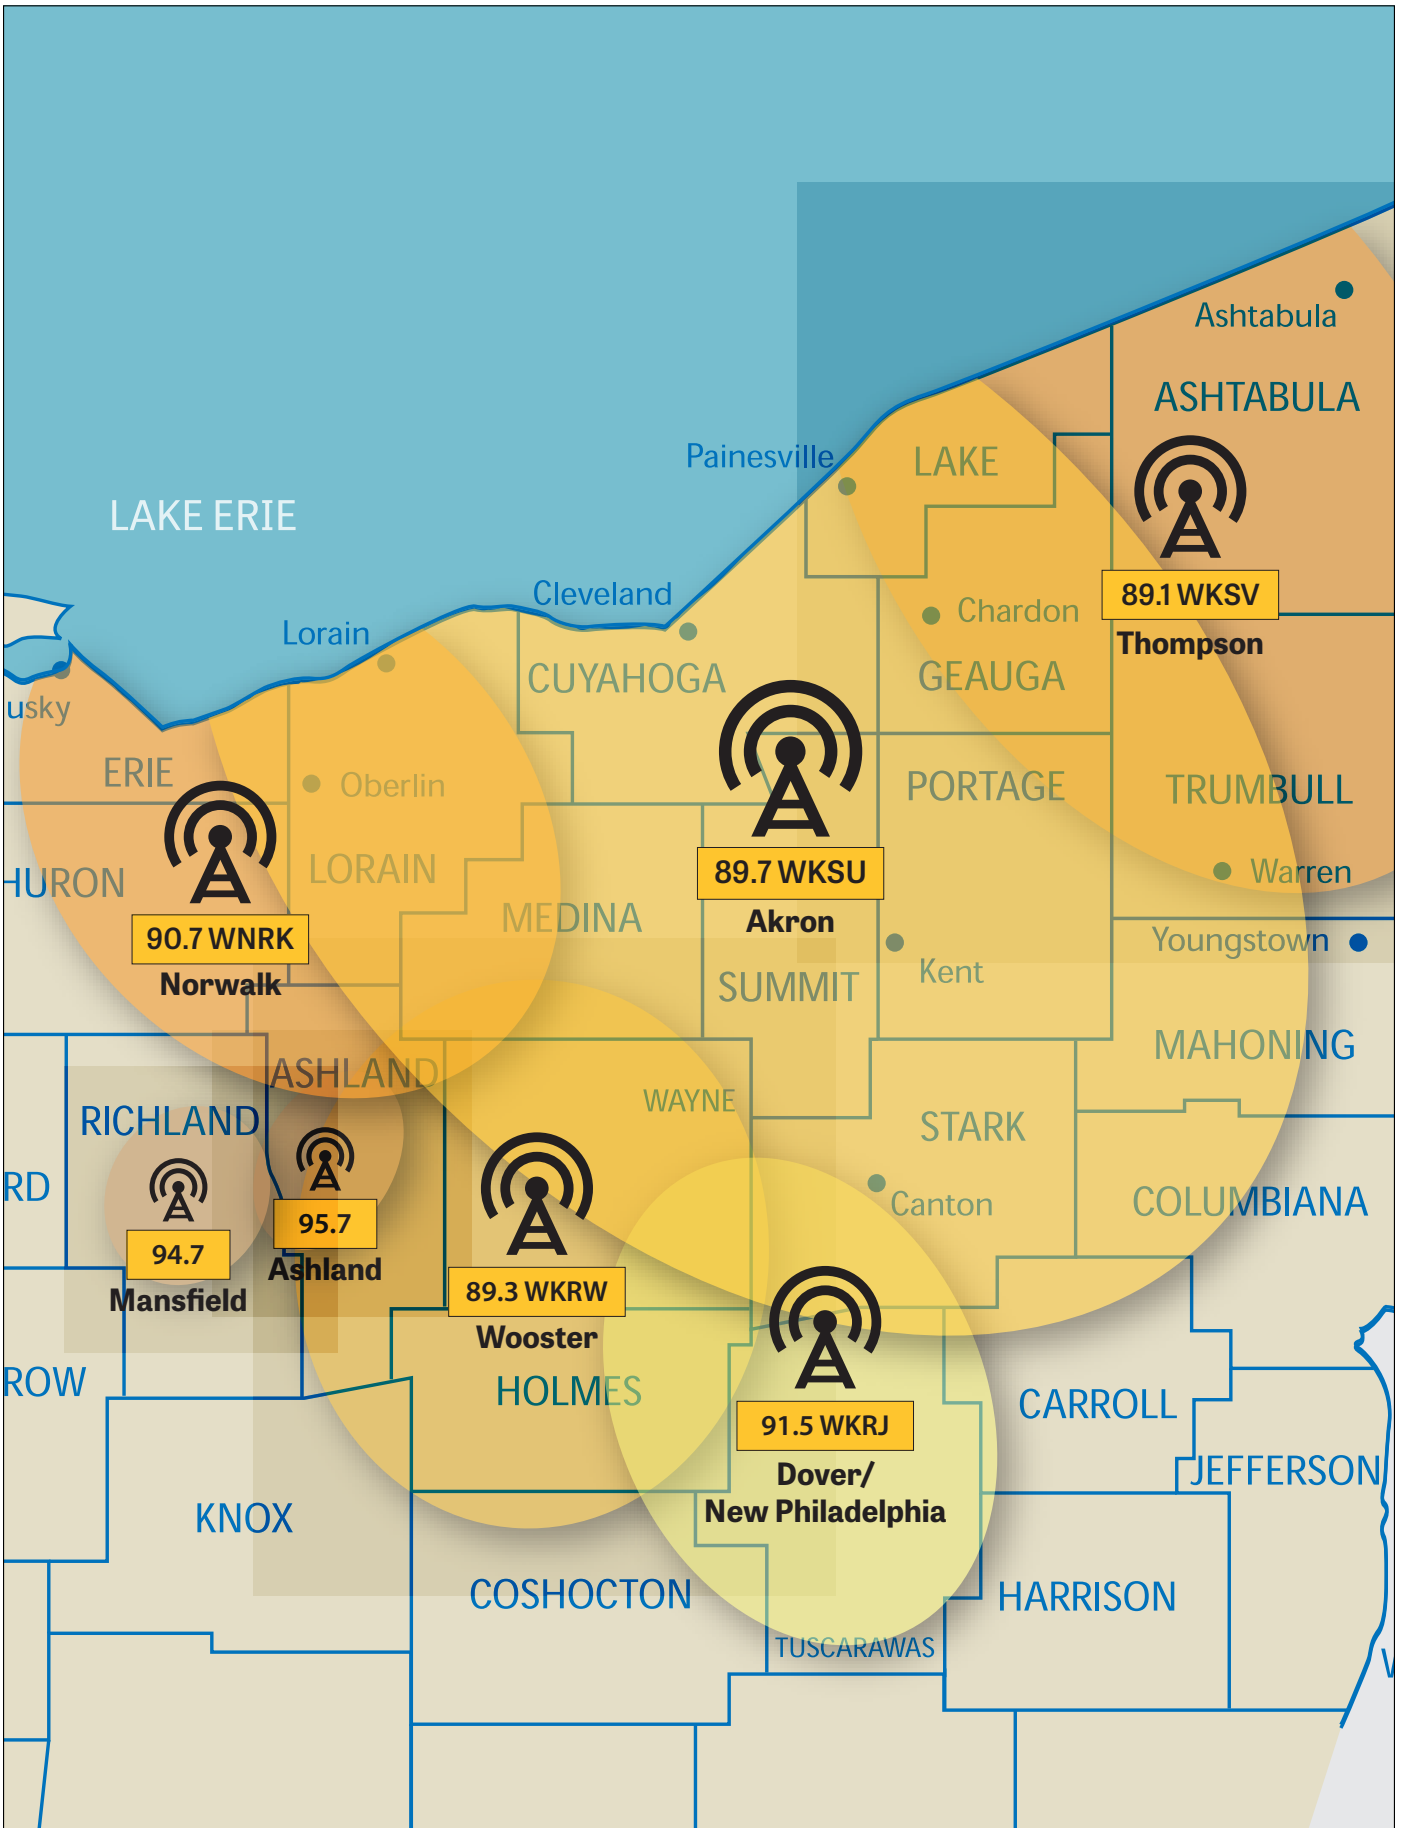 Ashtabula
ASHTABULA
Painesville
LAKE
LAKE ERIE
89.1 WKSV
Thompson
Cleveland
Chardon
Lorain
CUYAHOGA
GEAUGA
usky
ERIE
Oberlin
PORTAGE
TRUMBULL
LORAIN
89.7 WKSU
Akron
Warren
HURON
MEDINA
90.7 WNRK
Norwalk
Youngstown
SUMMIT
Kent
MAHONING
ASHLAND
WAYNE
RICHLAND
STARK
RD
Canton
COLUMBIANA
95.7
Ashland
94.7
Mansfield
89.3 WKRW
Wooster
ROW
HOLMES
CARROLL
91.5 WKRJ
Dover/
New Philadelphia
JEFFERSON
KNOX
COSHOCTON
HARRISON
TUSCARAWAS